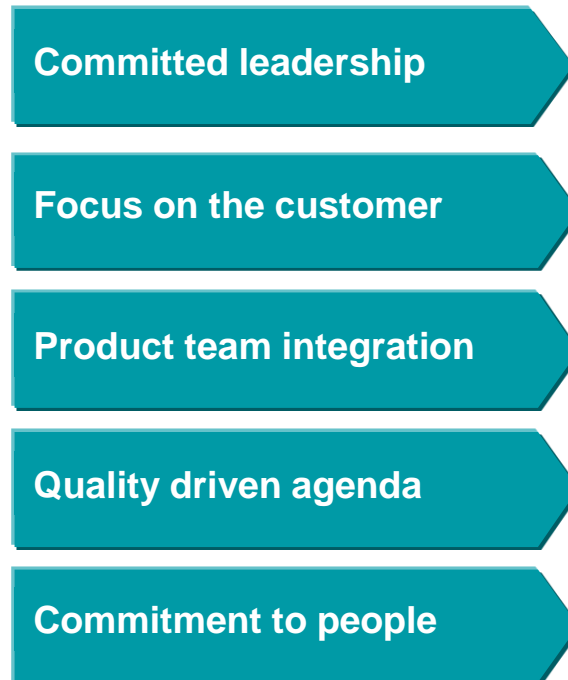 Committed leadership
Focus on the customer
Product team integration
Quality driven agenda
Commitment to people